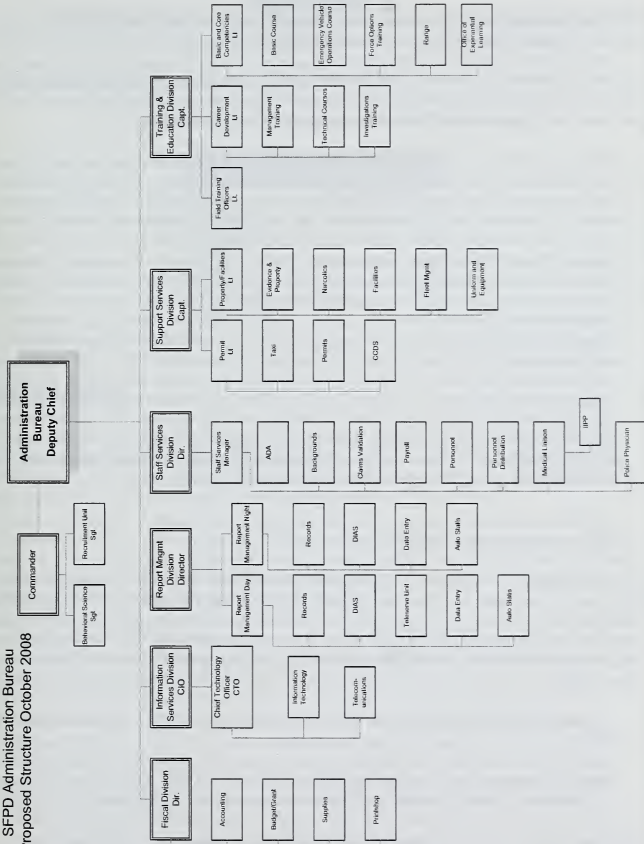 SFPD Administration Bureau
roposed Structure October 2008
Administration
Bureau
Deputy Chief
Commander
Behavioral Science
Sgt
Recruitment Unit
Sgt.
Fiscal Division
Dir.
Accounting
Budget/Grant
Supplies
Printshop
Information
Services Division
CIO
Chief Technology
Officer
CTO
Information
Technology
Telecom-
unications
Report Mngmt
Division
Director
Report
Management Day
Records
DIAS
Teleserve Unit
Data Entry
Auto Stats
Report
Management Night
Records
DIAS
Data Entry
Auto Stats
Staff Services
Division
Dir.
Staff Services
Manager
ADA
Backgrounds
Claims Validation
Payroll
Personnel
Personnel
Distribution
Medical Liaison
IIPP
Police Physician
Support Services
Division
Capt.
Permit
Lt
Taxi
Permits
CCDS
Property/Facilities
Lt
Evidence &
Property
Narcotics
Facilities
Fleet Mgmt
Uniform and
Equipment
Training &
Education Division
Capt.
Field Training
Officers
Lt.
Career
Development
Lt
Management
Training
Technical Courses
Investigations
Training
Basic and Core
Competencies
Lt
Basic Course
Emergency Vehicle
Operations Course
Force Options
Training
Range
Office of
Experiential
Learning